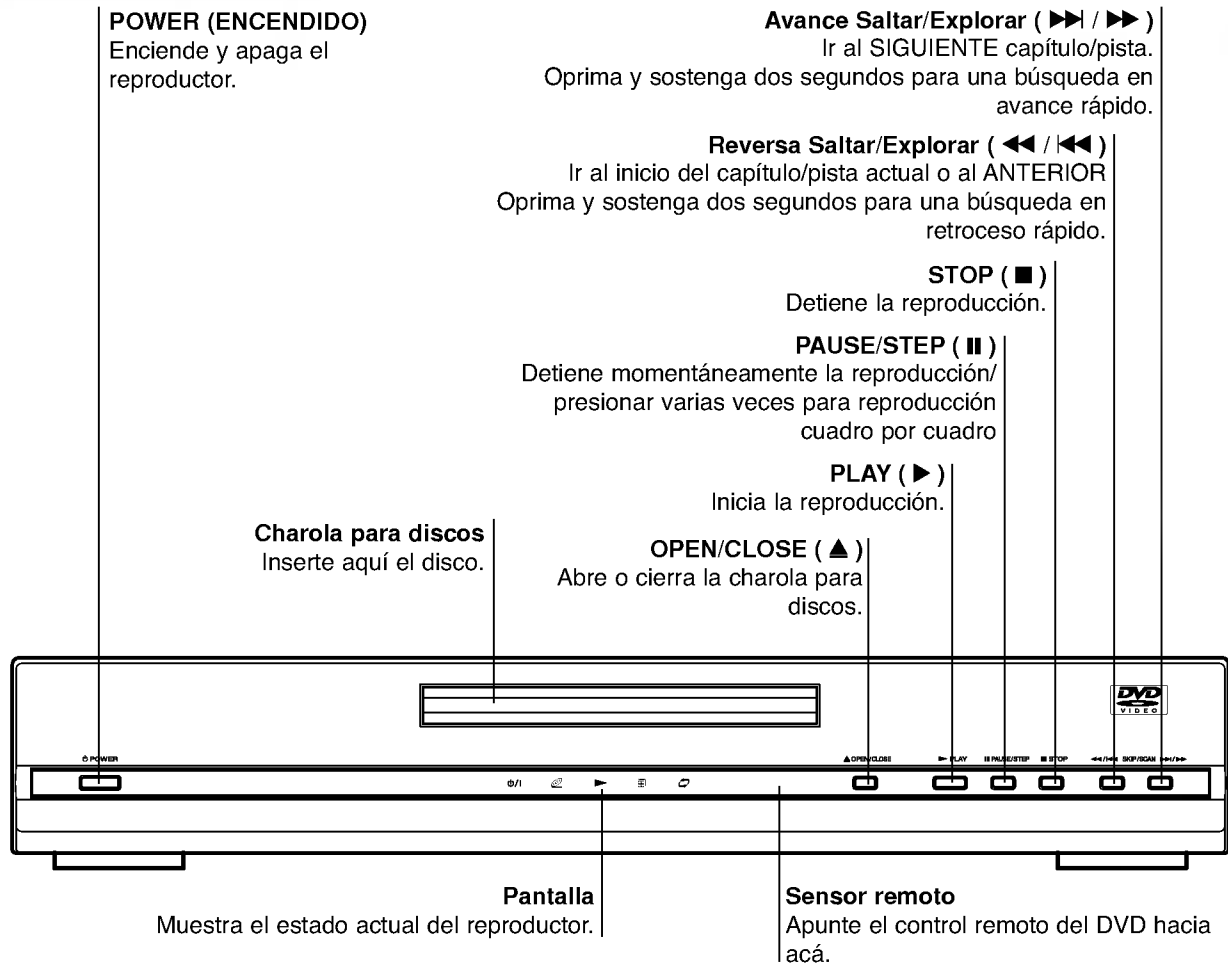 POWER (ENCENDIDO)
Enciende y apaga el
reproductor.
Avance Saltar/Explorar ( ▶▶| / ▶▶ )
Ir al SIGUIENTE capítulo/pista.
Oprima y sostenga dos segundos para una búsqueda en
avance rápido.
Reversa Saltar/Explorar ( ◀◀ / |◀◀ )
Ir al inicio del capítulo/pista actual o al ANTERIOR
Oprima y sostenga dos segundos para una búsqueda en
retroceso rápido.
STOP ( ■ )
Detiene la reproducción.
PAUSE/STEP ( ❚❚ )
Detiene momentáneamente la reproducción/
presionar varias veces para reproducción
cuadro por cuadro
PLAY ( ▶ )
Inicia la reproducción.
Charola para discos
Inserte aquí el disco.
OPEN/CLOSE ( ▲ )
Abre o cierra la charola para
discos.
DVD
VIDEO
⏻ POWER
▲ OPEN/CLOSE
▶ PLAY
❚❚ PAUSE/STEP
■ STOP
◀◀/|◀◀ SKIP/SCAN ▶▶|/▶▶
⏻/I
Pantalla
Muestra el estado actual del reproductor.
Sensor remoto
Apunte el control remoto del DVD hacia
acá.